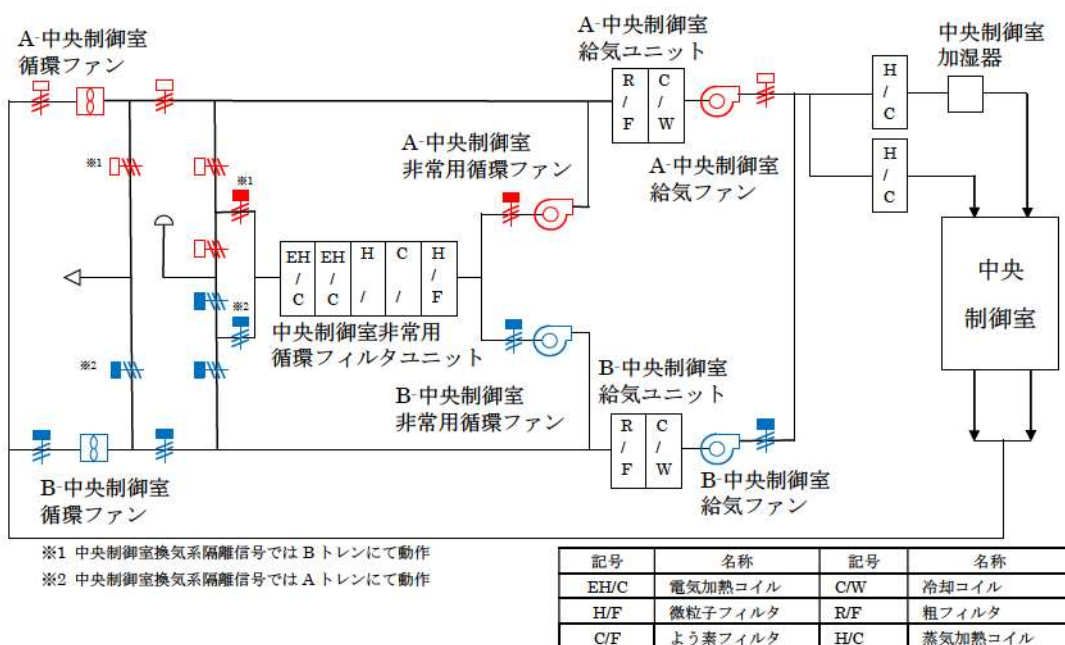 A-中央制御室
循環ファン
A-中央制御室
給気ユニット
中央制御室
加湿器
R
/
F
C
/
W
H
/
C
※1
A-中央制御室
非常用循環ファン
A-中央制御室
給気ファン
H
/
C
※1
EH
/
C
EH
/
C
H
/
C
/
H
/
F
中央
制御室
※2
中央制御室非常用
循環フィルタユニット
※2
B-中央制御室
非常用循環ファン
B-中央制御室
給気ユニット
R
/
F
C
/
W
B-中央制御室
循環ファン
B-中央制御室
給気ファン
※1 中央制御室換気系隔離信号では B トレンにて動作
※2 中央制御室換気系隔離信号では A トレンにて動作
記号 名称 記号 名称
EH/C 電気加熱コイル C/W 冷却コイル
H/F 微粒子フィルタ R/F 粗フィルタ
C/F よう素フィルタ H/C 蒸気加熱コイル